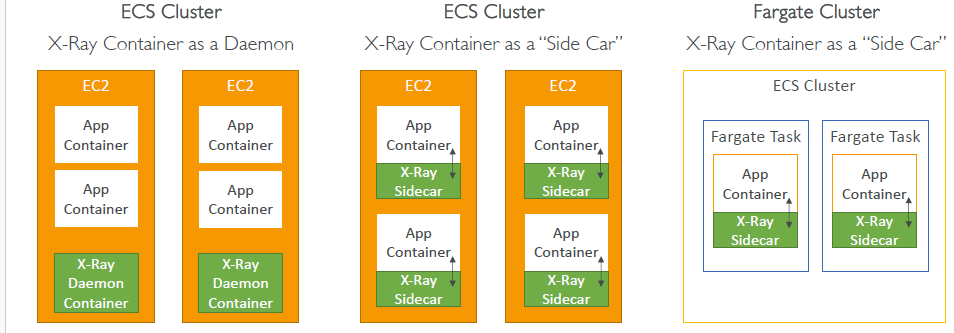 ECS Cluster
X-Ray Container as a Daemon
EC2
App
Container
App
Container
X-Ray
Daemon
Container
EC2
App
Container
App
Container
X-Ray
Daemon
Container
ECS Cluster
X-Ray Container as a “Side Car”
EC2
App
Container
X-Ray
Sidecar
App
Container
X-Ray
Sidecar
EC2
App
Container
X-Ray
Sidecar
App
Container
X-Ray
Sidecar
Fargate Cluster
X-Ray Container as a “Side Car”
ECS Cluster
Fargate Task
App
Container
X-Ray
Sidecar
Fargate Task
App
Container
X-Ray
Sidecar